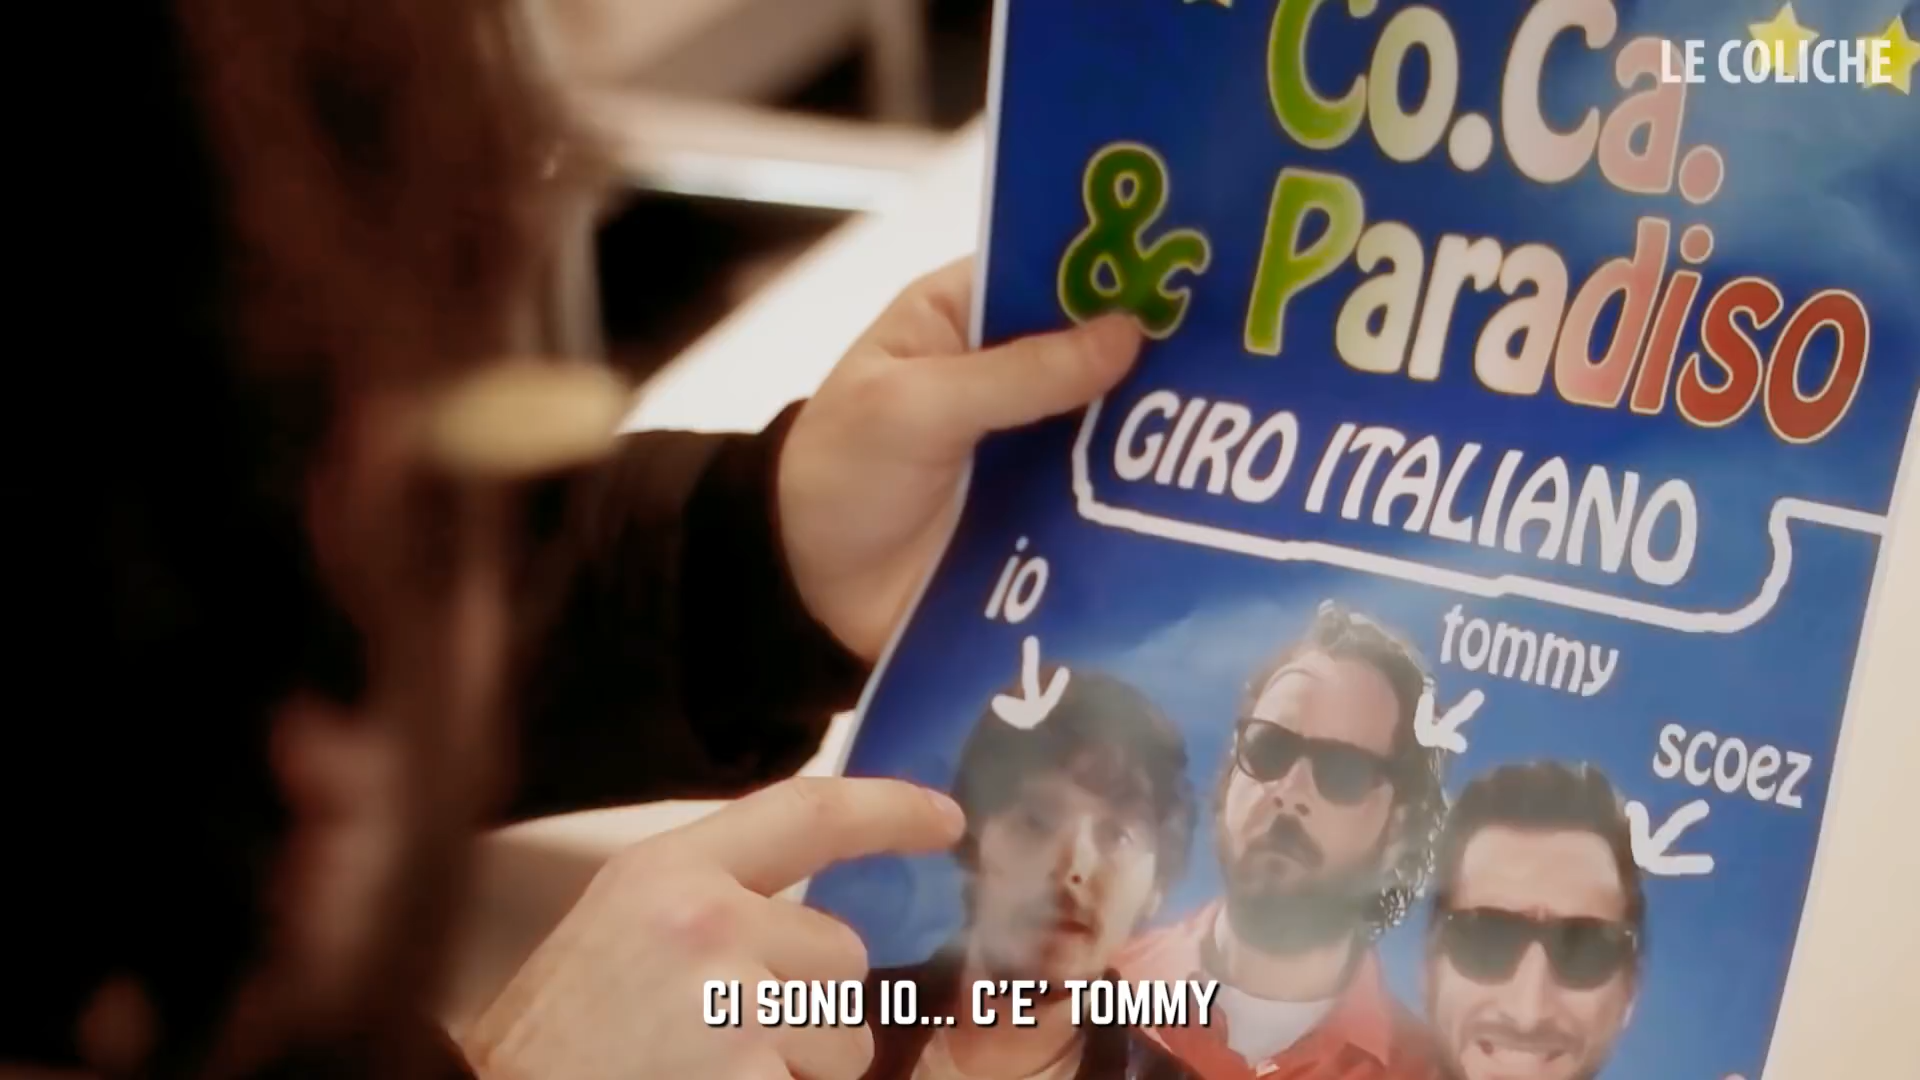 LE COLICHE
Co.Ca.
& Paradiso
GIRO ITALIANO
io
tommy
scoez
CI SONO IO... C'E' TOMMY